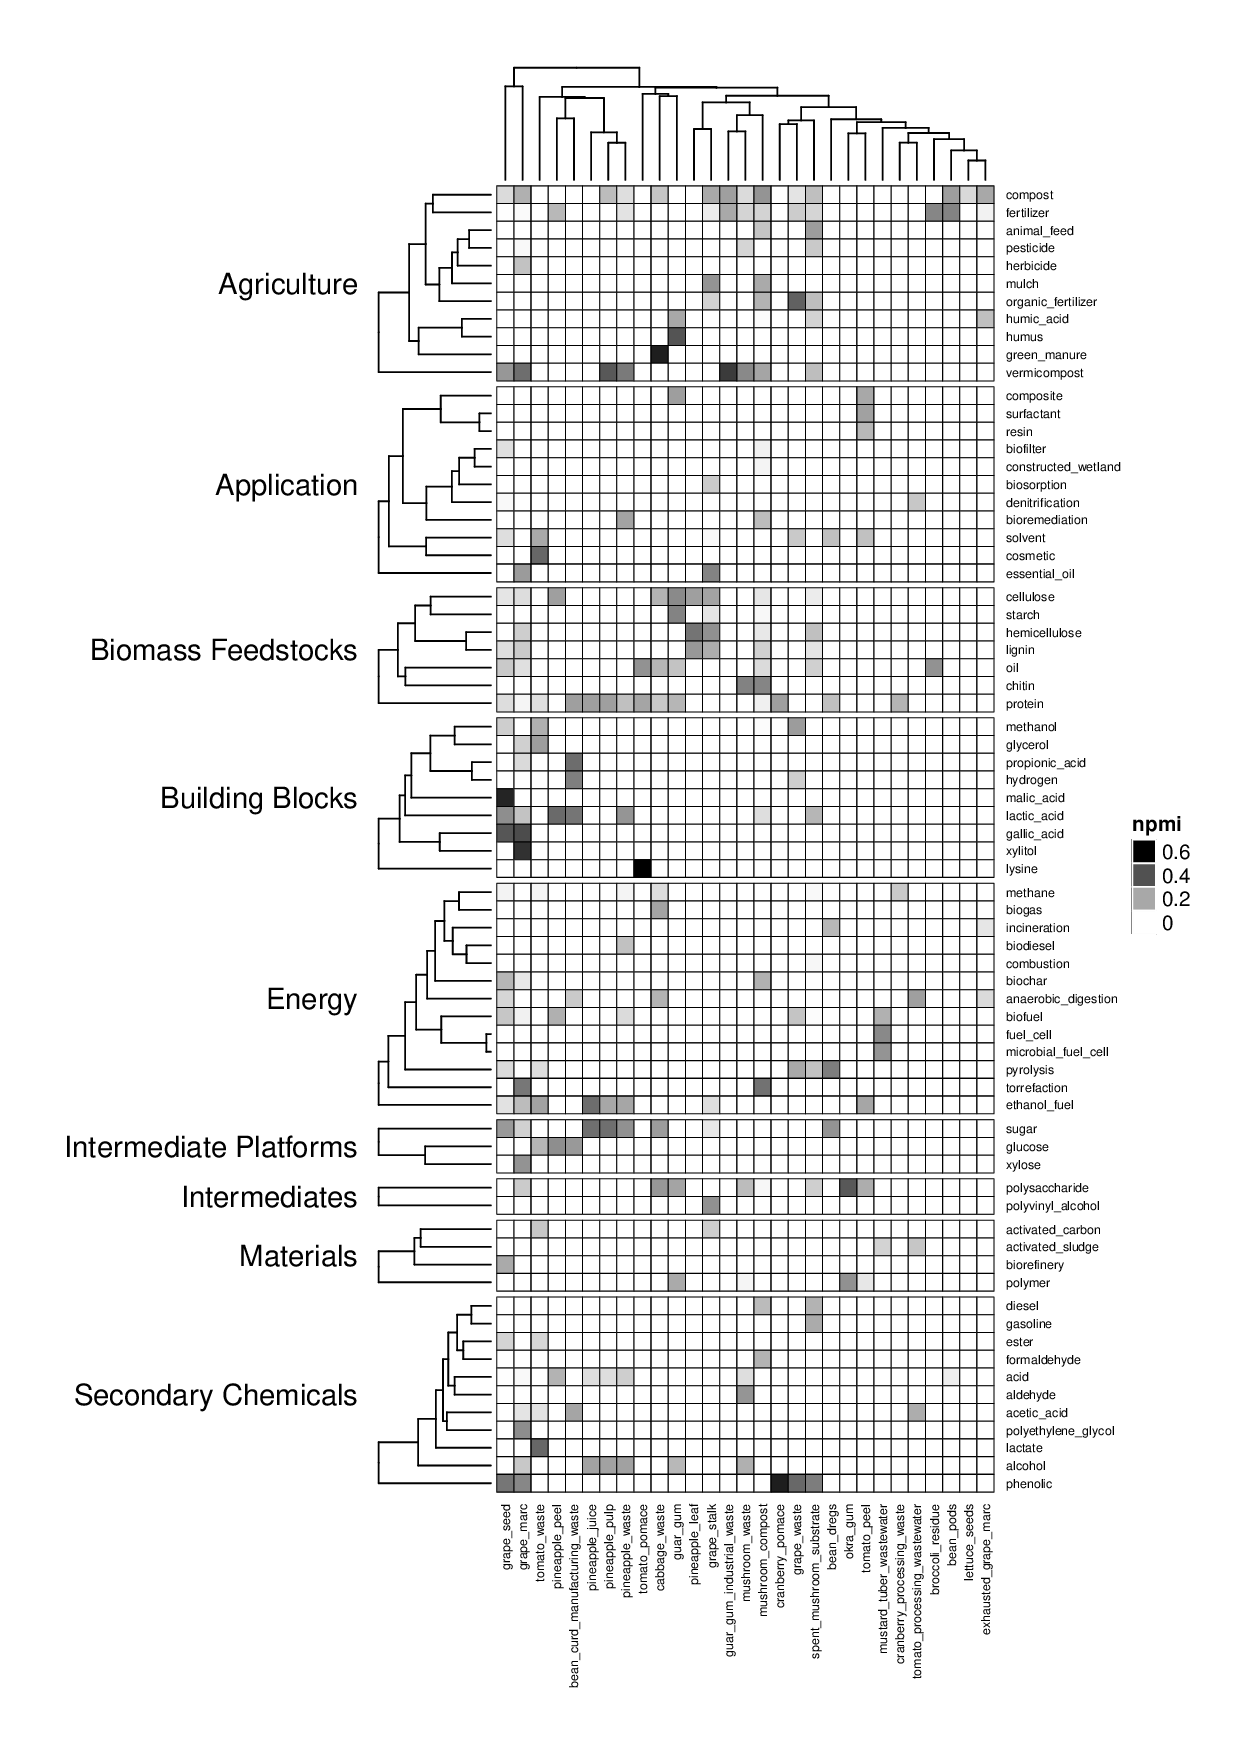 compost
fertilizer
animal_feed
pesticide
herbicide
Agriculture
mulch
organic_fertilizer
humic_acid
humus
green_manure
vermicompost
composite
surfactant
resin
biofilter
constructed_wetland
Application
biosorption
denitrification
bioremediation
solvent
cosmetic
essential_oil
cellulose
starch
hemicellulose
Biomass Feedstocks
lignin
oil
chitin
protein
methanol
glycerol
propionic_acid
hydrogen
Building Blocks
malic_acid
lactic_acid
gallic_acid
xylitol
lysine
npmi
0.6
0.4
0.2
0
methane
biogas
incineration
biodiesel
combustion
biochar
Energy
anaerobic_digestion
biofuel
fuel_cell
microbial_fuel_cell
pyrolysis
torrefaction
ethanol_fuel
sugar
Intermediate Platforms
glucose
xylose
polysaccharide
Intermediates
polyvinyl_alcohol
activated_carbon
activated_sludge
Materials
biorefinery
polymer
diesel
gasoline
ester
formaldehyde
acid
Secondary Chemicals
aldehyde
acetic_acid
polyethylene_glycol
lactate
alcohol
phenolic
grape_seed
grape_marc
tomato_waste
pineapple_peel
bean_curd_manufacturing_waste
pineapple_juice
pineapple_pulp
pineapple_waste
tomato_pomace
cabbage_waste
guar_gum
pineapple_leaf
grape_stalk
guar_gum_industrial_waste
mushroom_waste
mushroom_compost
cranberry_pomace
grape_waste
spent_mushroom_substrate
bean_dregs
okra_gum
tomato_peel
mustard_tuber_wastewater
cranberry_processing_waste
tomato_processing_wastewater
broccoli_residue
bean_pods
lettuce_seeds
exhausted_grape_marc